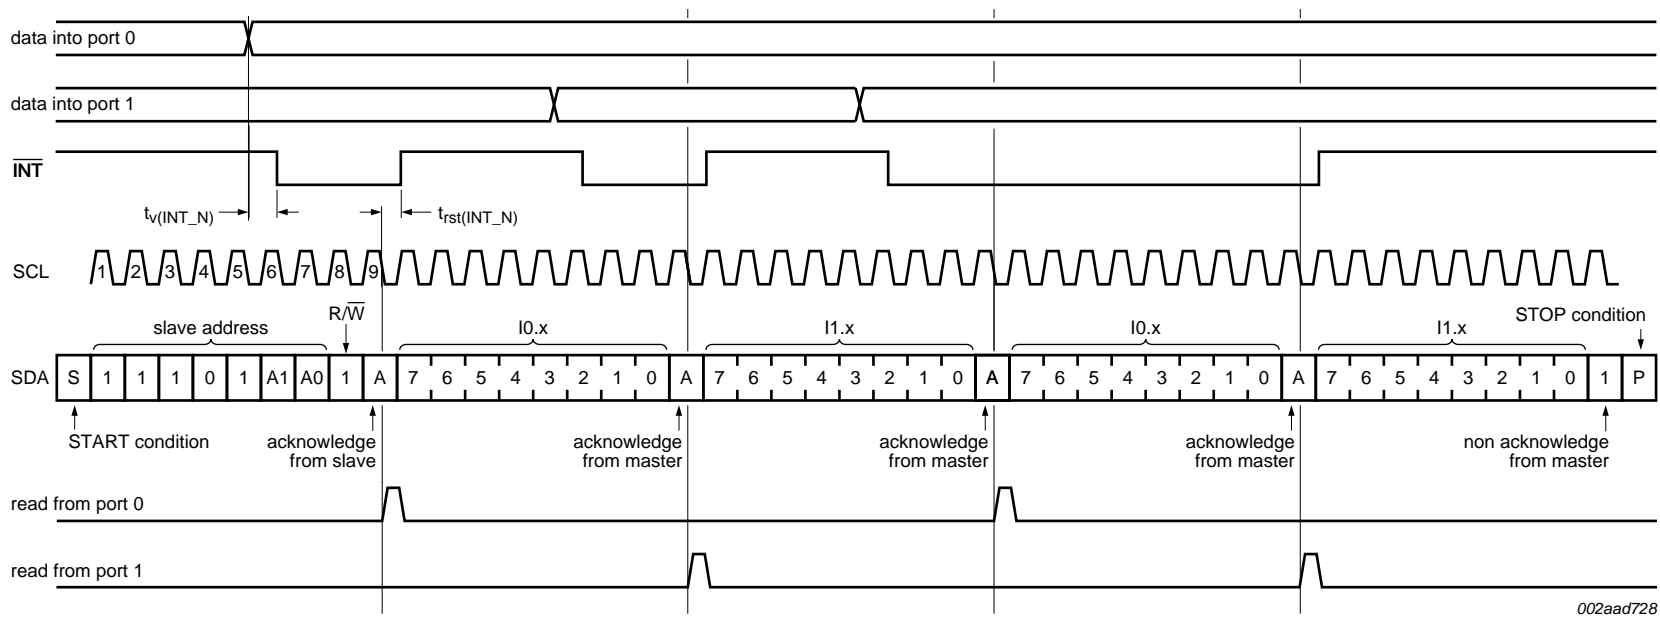 data into port 0
data into port 1
INT
tv(INT_N) trst(INT_N)
SCL 1 2 3 4 5 6 7 8 9
R/W STOP condition
slave address I0.x I1.x I0.x I1.x
SDA S 1 1 1 0 1 A1 A0 1 A 7 6 5 4 3 2 1 0 A 7 6 5 4 3 2 1 0 A 7 6 5 4 3 2 1 0 A 7 6 5 4 3 2 1 0 1 P
START condition acknowledge acknowledge acknowledge acknowledge non acknowledge
from slave from master from master from master from master
read from port 0
read from port 1
002aad728